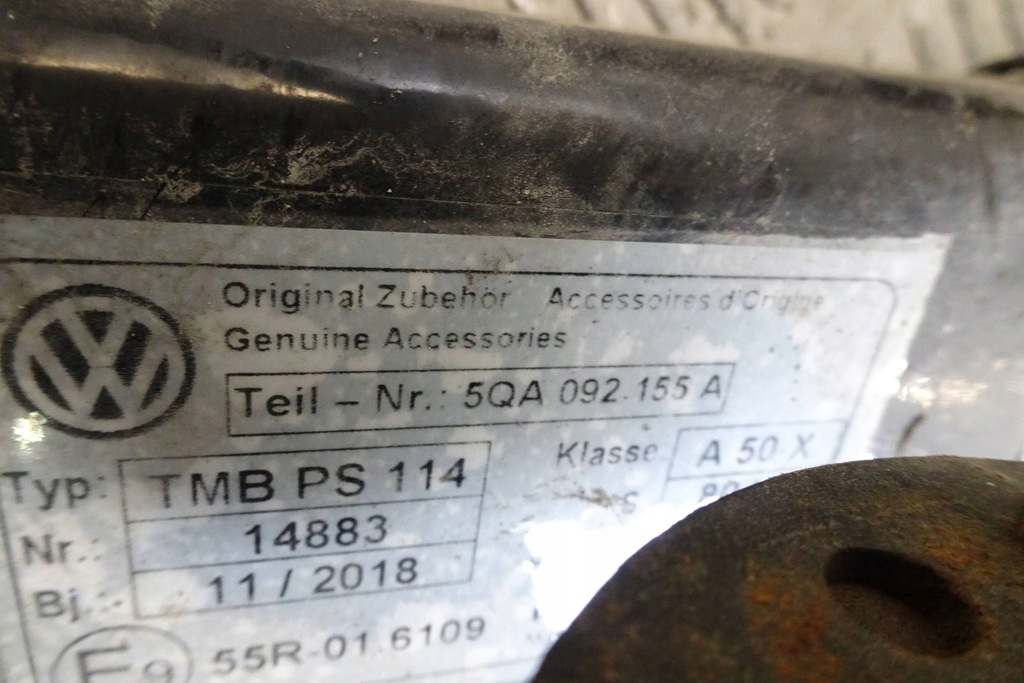 Original Zubehör Accessoires d'Origine
Genuine Accessories
Teil – Nr.: 5QA 092.155 A
Klasse A 50 X
Typ: TMB PS 114
Nr.: 14883
Bj.: 11 / 2018
E9 55R-01.6109